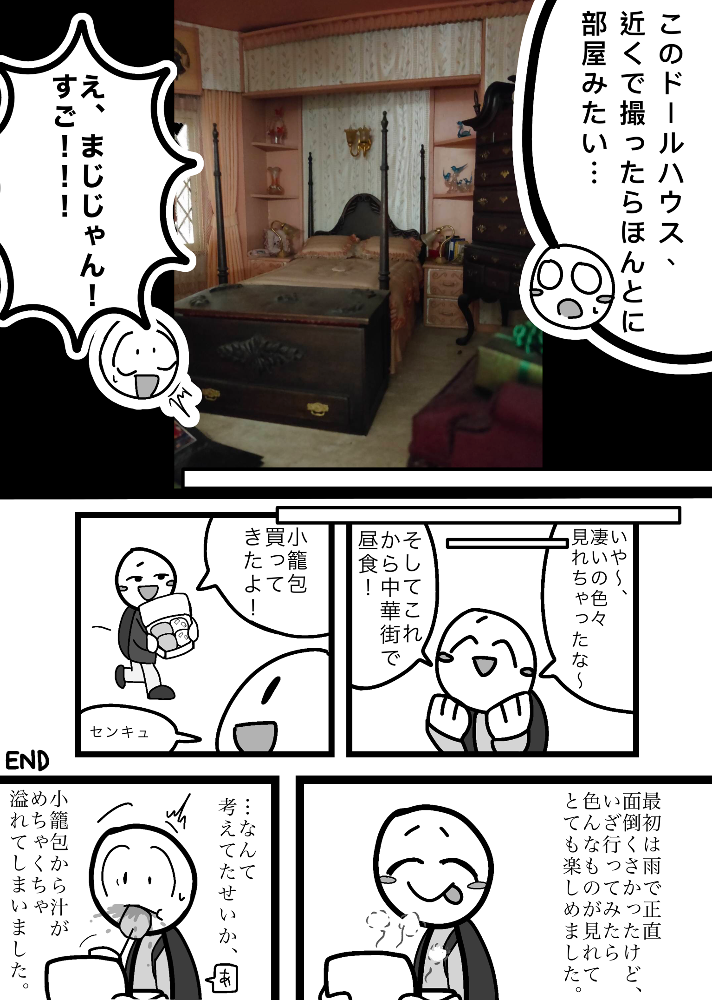 このドールハウス、
近くで撮ったらほんとに
部屋みたい…
え、まじじゃん！
すご！！！
いや〜、
凄いの色々
見れちゃったな〜
そしてこれ
から中華街で
昼食！
小籠包
買って
きたよ！
センキュ
最初は雨で正直
面倒くさかったけど、
いざ行ってみたら
色んなものが見れて
とても楽しめました。
…なんて
考えてたせいか、
あ
小籠包から汁が
めちゃくちゃ
溢れてしまいました。
END